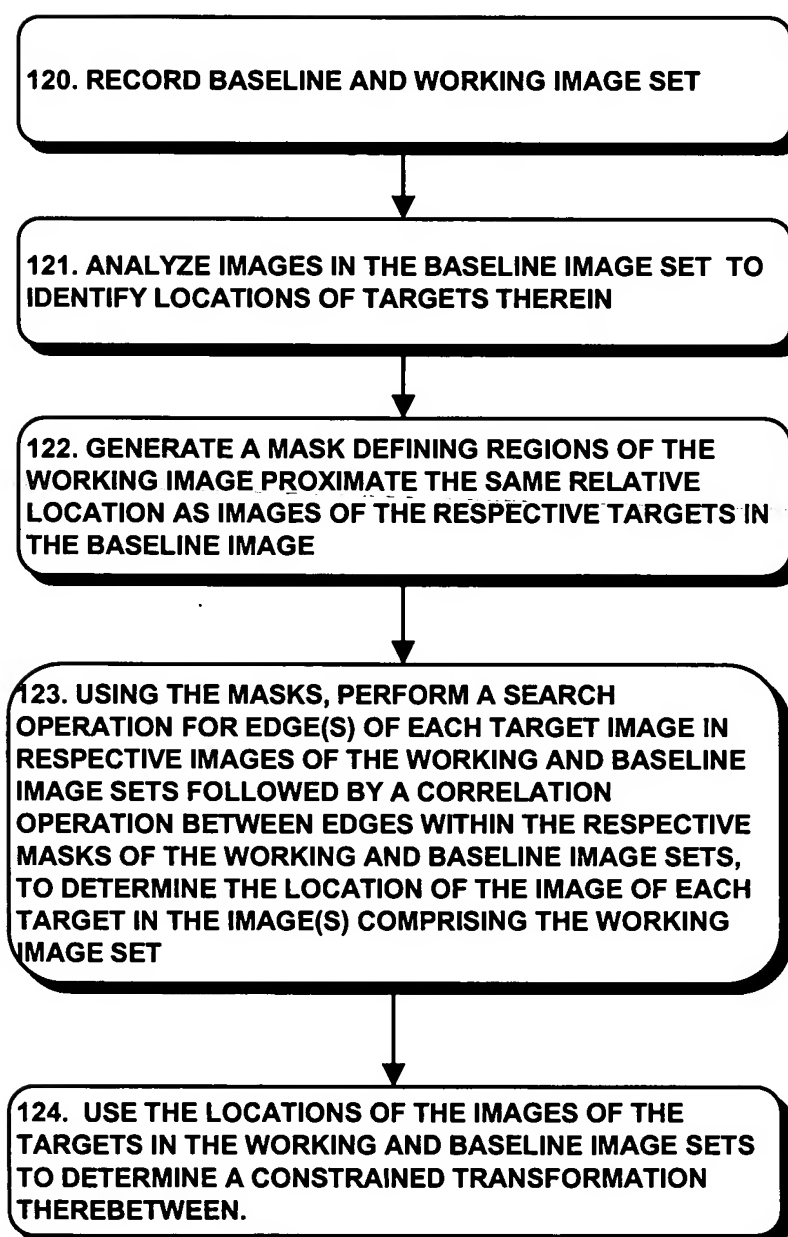 120. RECORD BASELINE AND WORKING IMAGE SET
121. ANALYZE IMAGES IN THE BASELINE IMAGE SET TO
IDENTIFY LOCATIONS OF TARGETS THEREIN
122. GENERATE A MASK DEFINING REGIONS OF THE
WORKING IMAGE PROXIMATE THE SAME RELATIVE
LOCATION AS IMAGES OF THE RESPECTIVE TARGETS IN
THE BASELINE IMAGE
123. USING THE MASKS, PERFORM A SEARCH
OPERATION FOR EDGE(S) OF EACH TARGET IMAGE IN
RESPECTIVE IMAGES OF THE WORKING AND BASELINE
IMAGE SETS FOLLOWED BY A CORRELATION
OPERATION BETWEEN EDGES WITHIN THE RESPECTIVE
MASKS OF THE WORKING AND BASELINE IMAGE SETS,
TO DETERMINE THE LOCATION OF THE IMAGE OF EACH
TARGET IN THE IMAGE(S) COMPRISING THE WORKING
IMAGE SET
124. USE THE LOCATIONS OF THE IMAGES OF THE
TARGETS IN THE WORKING AND BASELINE IMAGE SETS
TO DETERMINE A CONSTRAINED TRANSFORMATION
THEREBETWEEN.